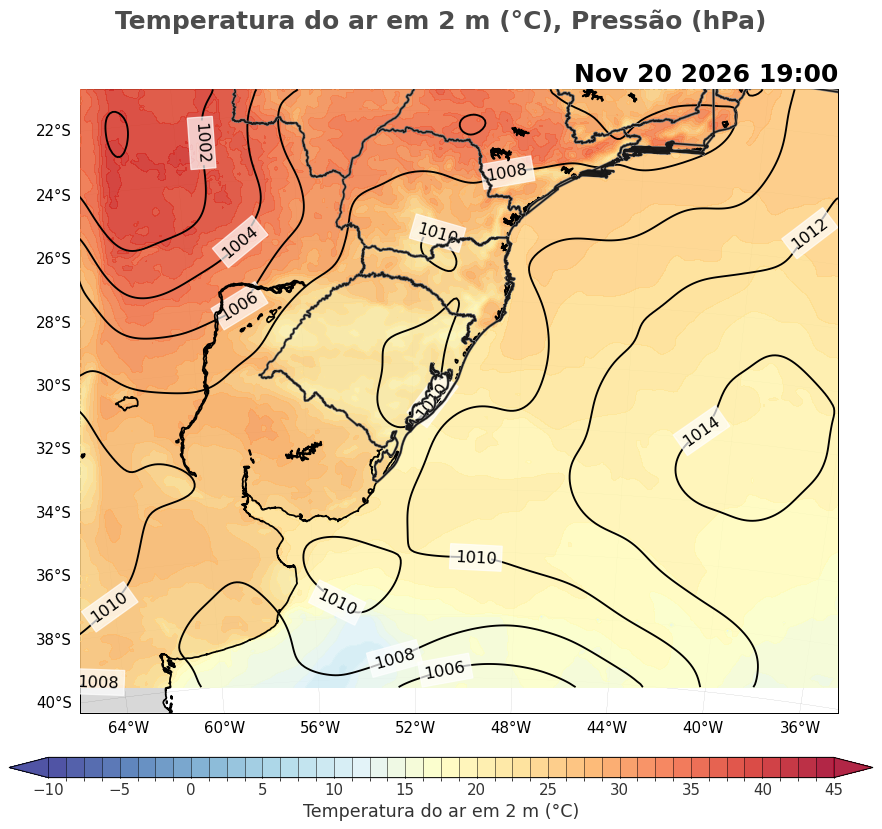 Temperatura do ar em 2 m (°C), Pressão (hPa)
Nov 20 2026 19:00
22°S
24°S
26°S
28°S
30°S
32°S
34°S
36°S
38°S
40°S
1002
1008
1004
1010
1012
1006
1010
1014
1010
1010
1010
1008
1006
1008
64°W 60°W 56°W 52°W 48°W 44°W 40°W 36°W
−10 −5 0 5 10 15 20 25 30 35 40 45
Temperatura do ar em 2 m (°C)